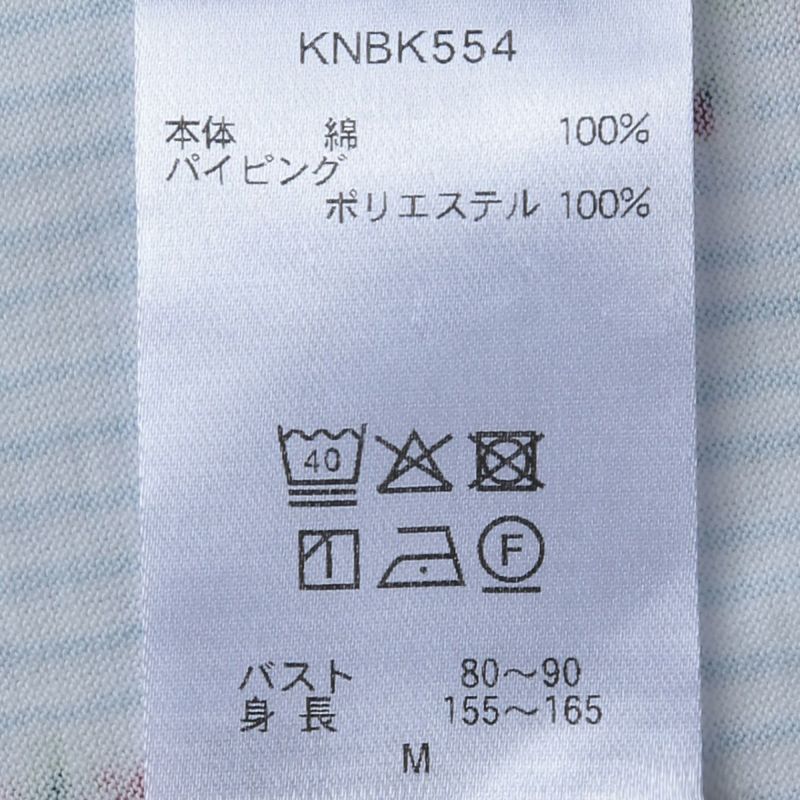 KNBK554
本体 綿 100%
パイピング
ポリエステル 100%
40
F
バスト 80〜90
身長 155〜165
M